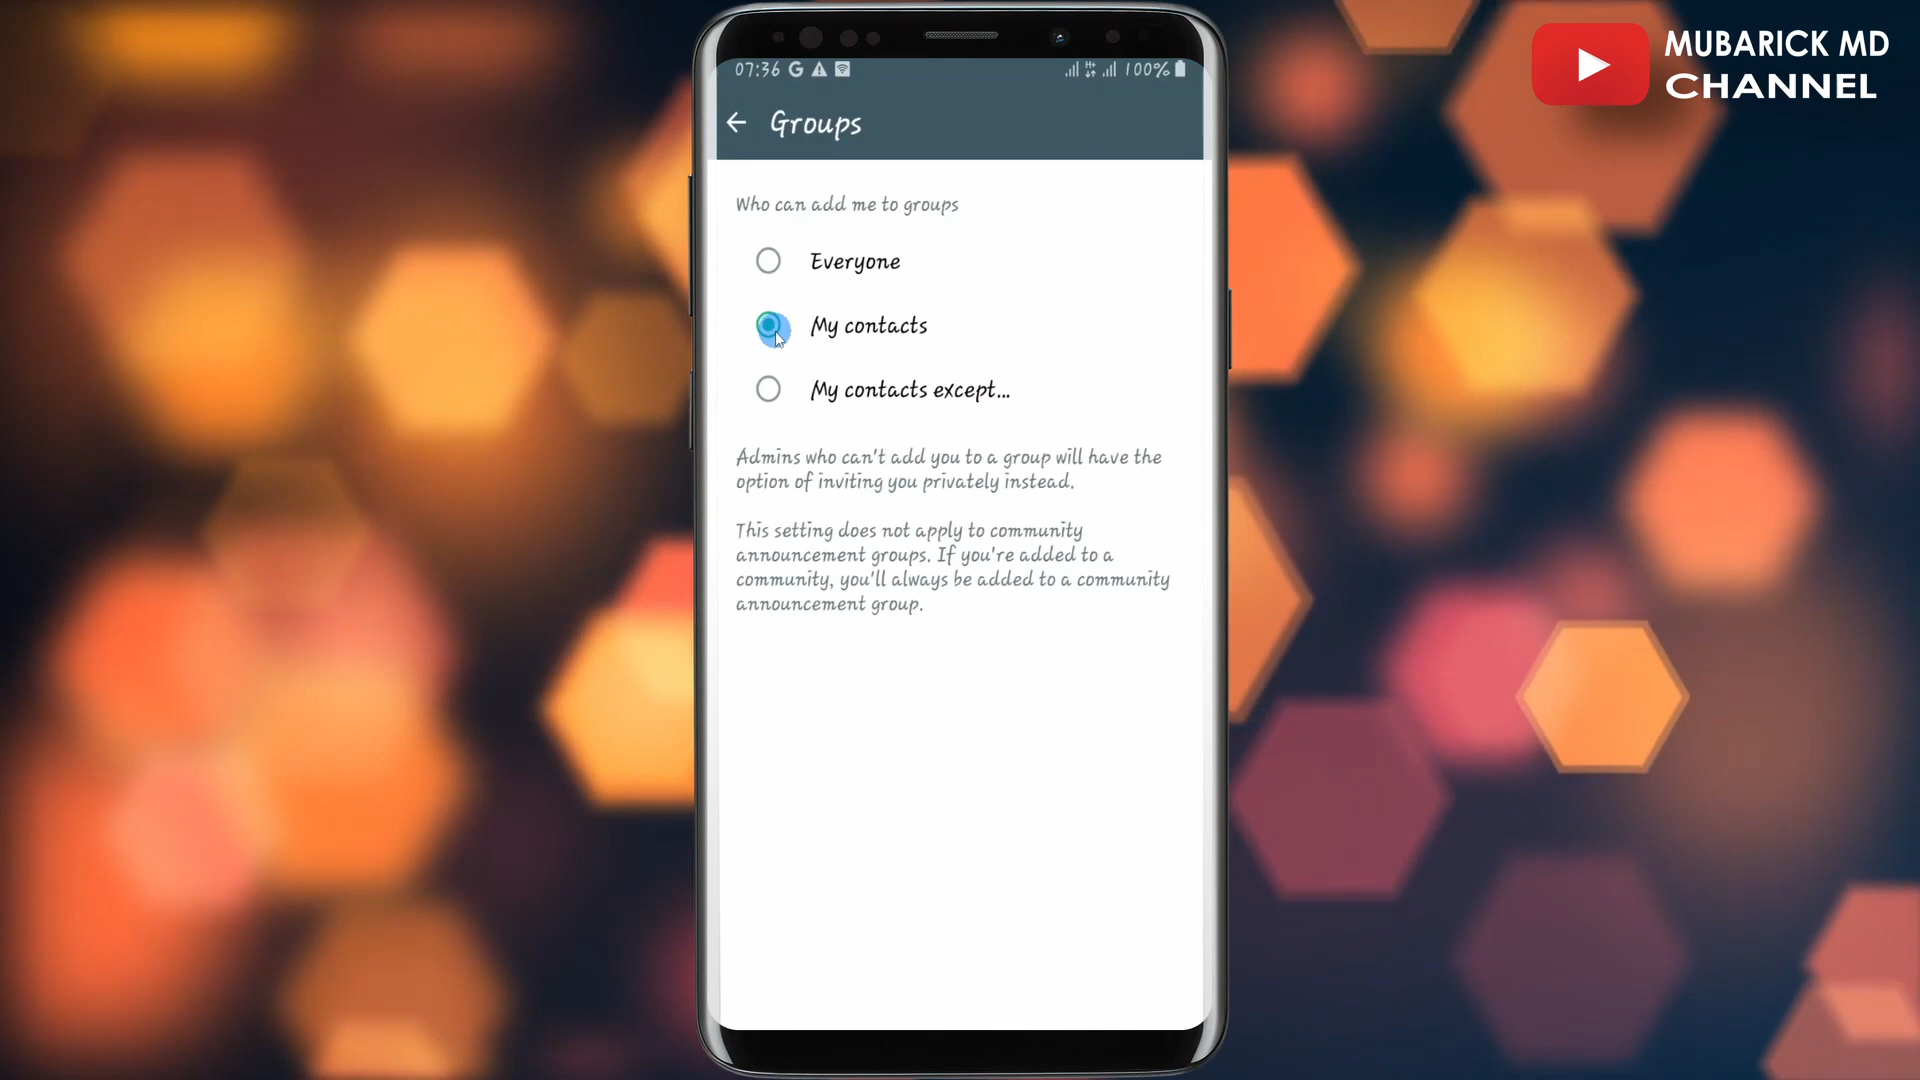 MUBARICK MD
CHANNEL
07:36 G 100%
Groups
Who can add me to groups
Everyone
My contacts
My contacts except...
Admins who can't add you to a group will have the
option of inviting you privately instead.
This setting does not apply to community
announcement groups. If you're added to a
community, you'll always be added to a community
announcement group.